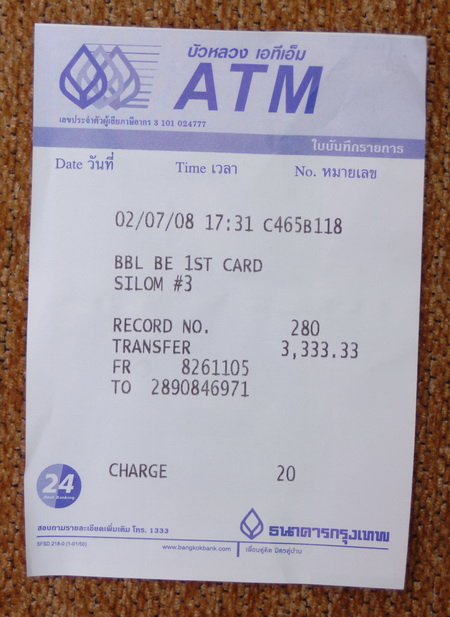 บัวหลวง เอทีเอ็ม
ATM
เลขประจำตัวผู้เสียภาษีอากร 3 101 024777
ใบบันทึกรายการ
Date วันที่ Time เวลา No. หมายเลข
02/07/08 17:31 C465B118
BBL BE 1ST CARD
SILOM #3
RECORD NO. 280
TRANSFER 3,333.33
FR 8261105
TO 2890846971
CHARGE 20
24
สอบถามรายละเอียดเพิ่มเติม โทร. 1333
ธนาคารกรุงเทพ
www.bangkokbank.com
เพื่อนคู่คิด มิตรคู่บ้าน